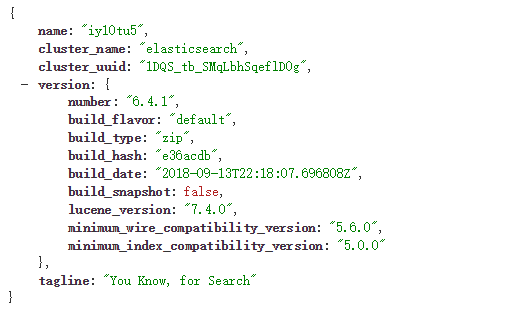 {
name: "iy10tu5",
cluster_name: "elasticsearch",
cluster_uuid: "1DQS_tb_SMqLbhSqeflDOg",
- version: {
number: "6.4.1",
build_flavor: "default",
build_type: "zip",
build_hash: "e36acdb",
build_date: "2018-09-13T22:18:07.696808Z",
build_snapshot: false,
lucene_version: "7.4.0",
minimum_wire_compatibility_version: "5.6.0",
minimum_index_compatibility_version: "5.0.0"
},
tagline: "You Know, for Search"
}